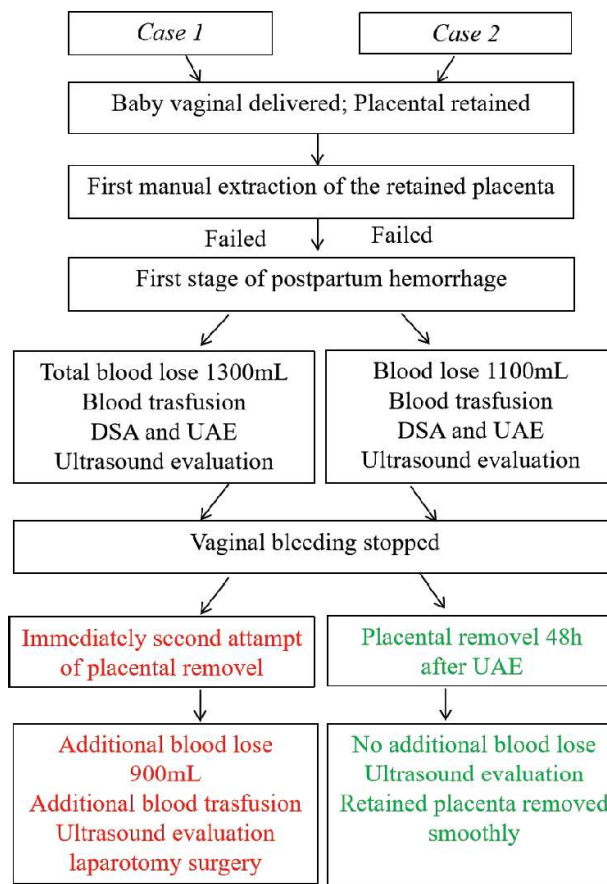 Case 1
Case 2
Baby vaginal delivered; Placental retained
First manual extraction of the retained placenta
Failed
Failed
First stage of postpartum hemorrhage
Total blood lose 1300mL
Blood trasfusion
DSA and UAE
Ultrasound evaluation
Blood lose 1100mL
Blood trasfusion
DSA and UAE
Ultrasound evaluation
Vaginal bleeding stopped
Immediately second attampt
of placental removel
Placental removel 48h
after UAE
Additional blood lose
900mL
Additional blood trasfusion
Ultrasound evaluation
laparotomy surgery
No additional blood lose
Ultrasound evaluation
Retained placenta removed
smoothly